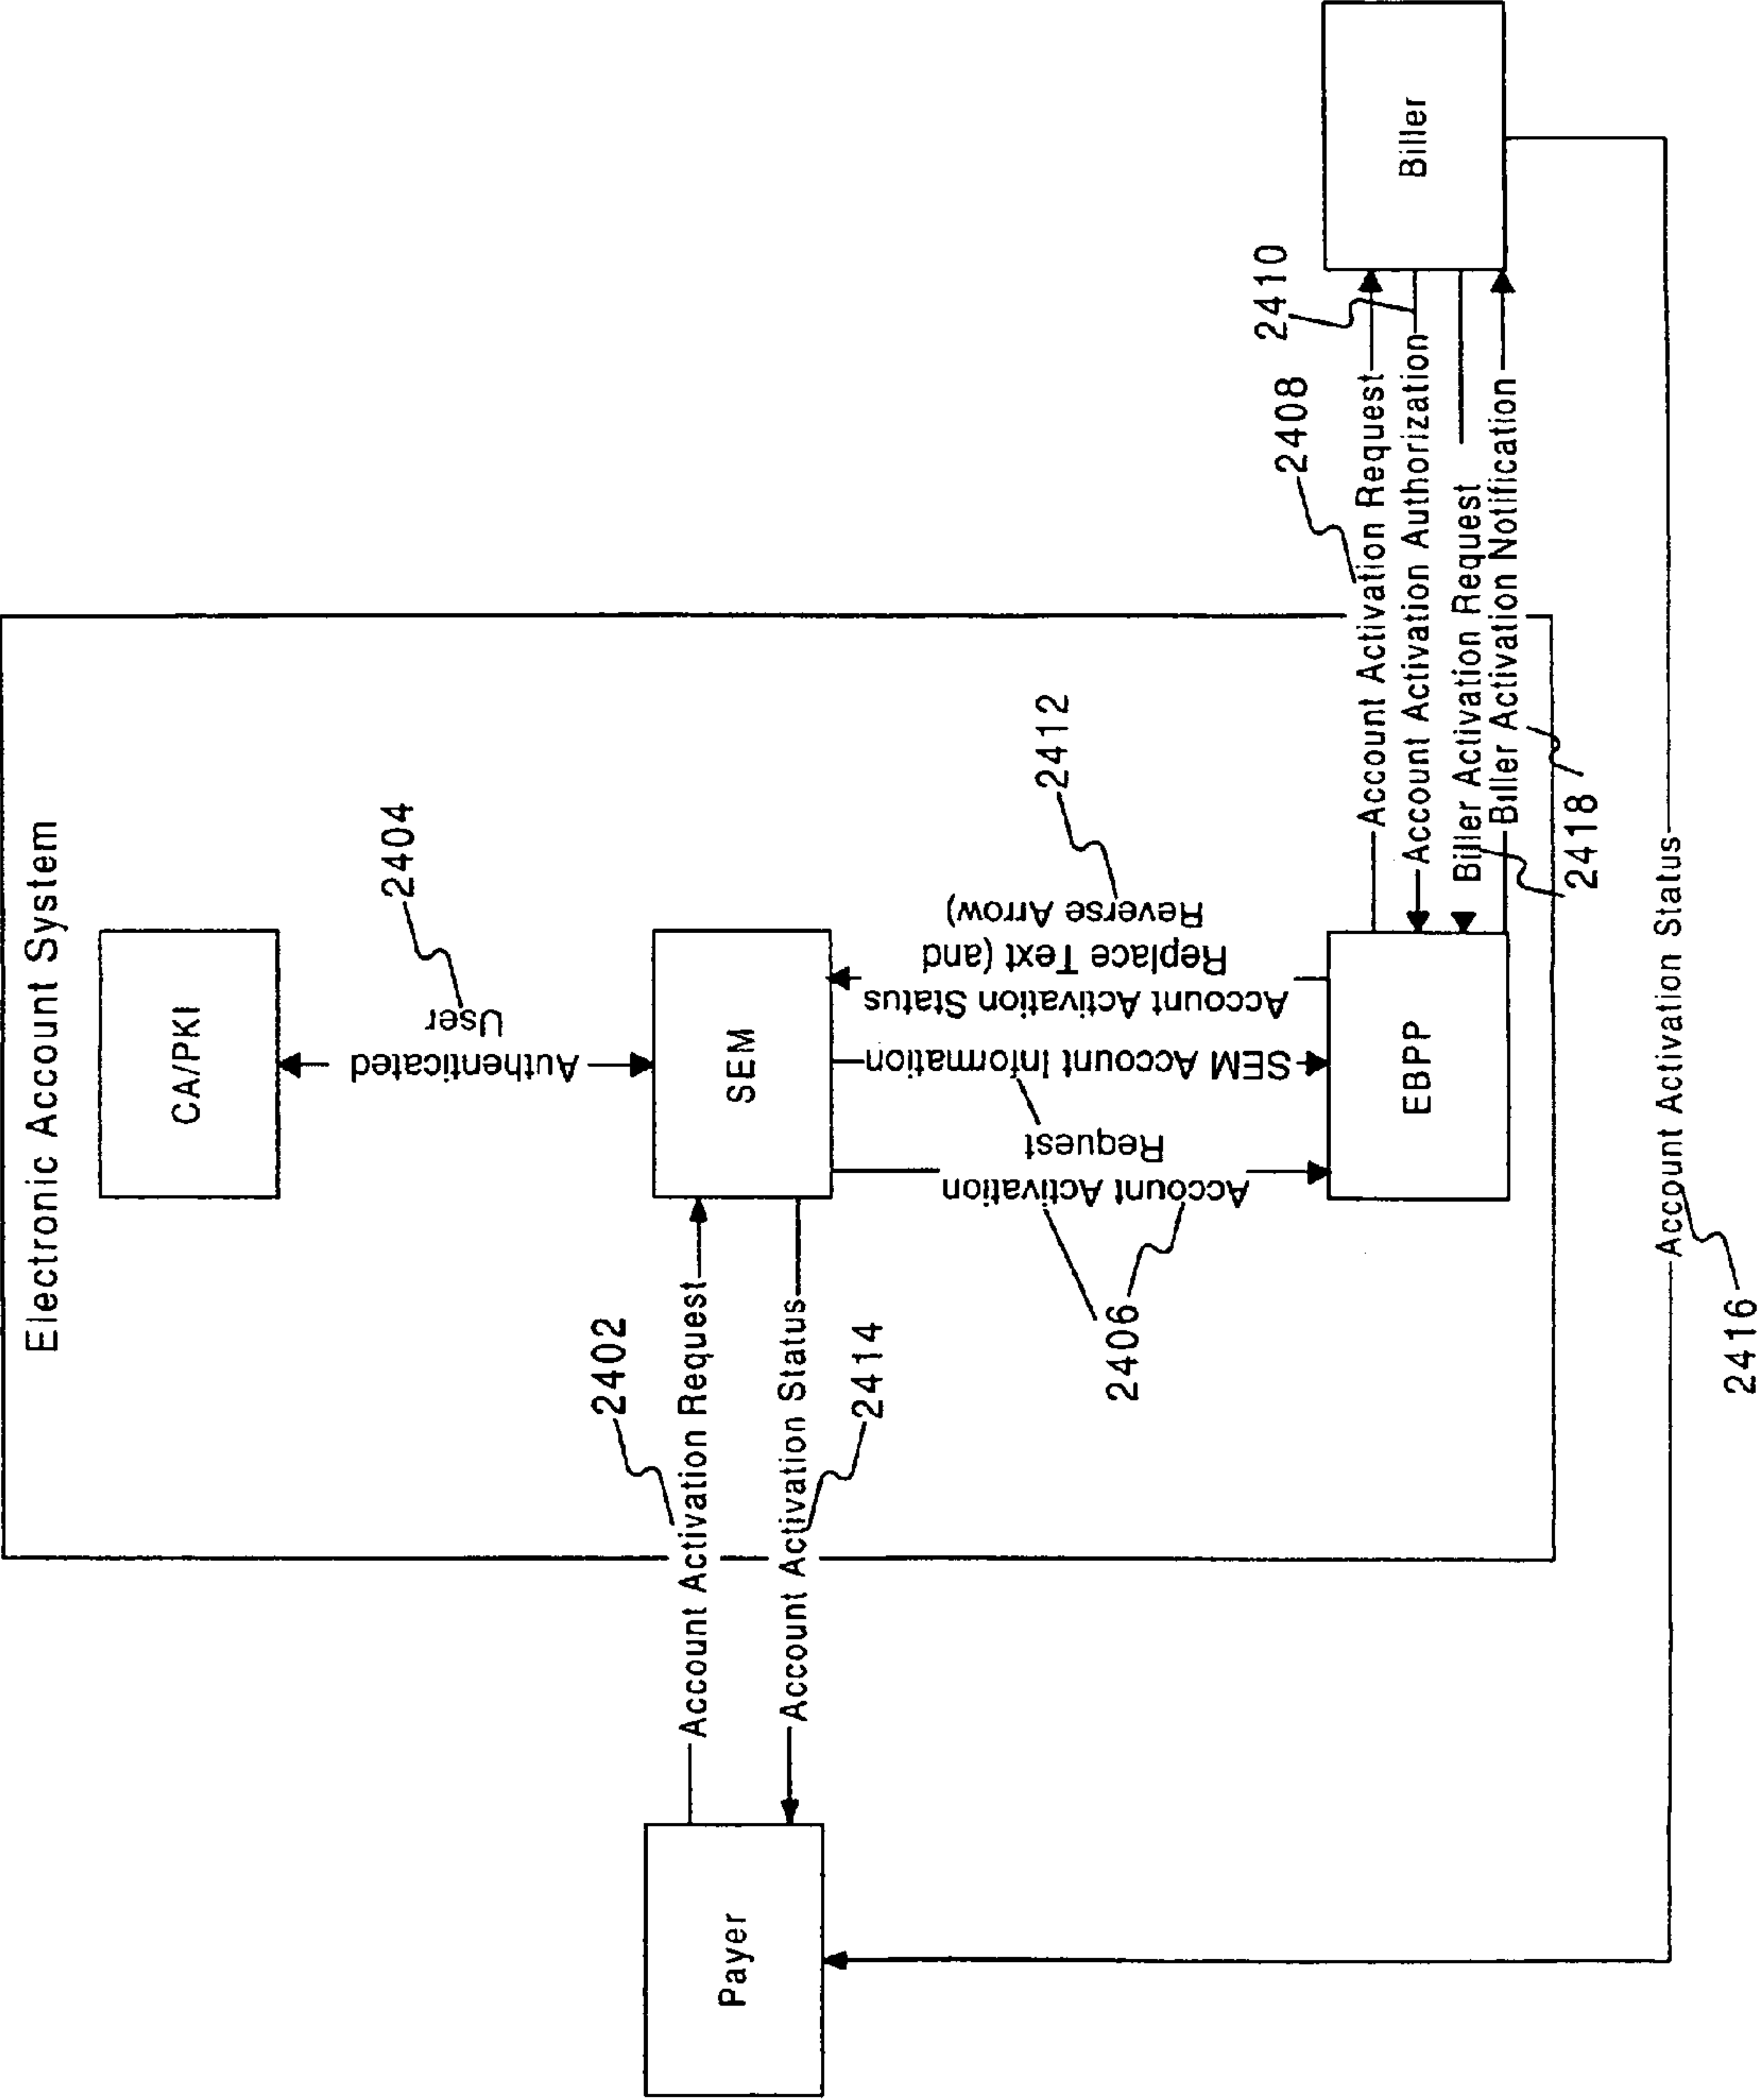 Electronic Account System
CA/PKI
2404
Authenticated
User
2402
Account Activation Request
SEM
Payer
Account Activation Status
2414
Account Activation
Request
2406
SEM Account Information
Account Activation Status
Replace Text (and
Reverse Arrow)
2412
EBPP
2408
2410
Account Activation Request
Account Activation Authorization
Biller Activation Request
Biller Activation Notification
2418
Biller
Account Activation Status
2416